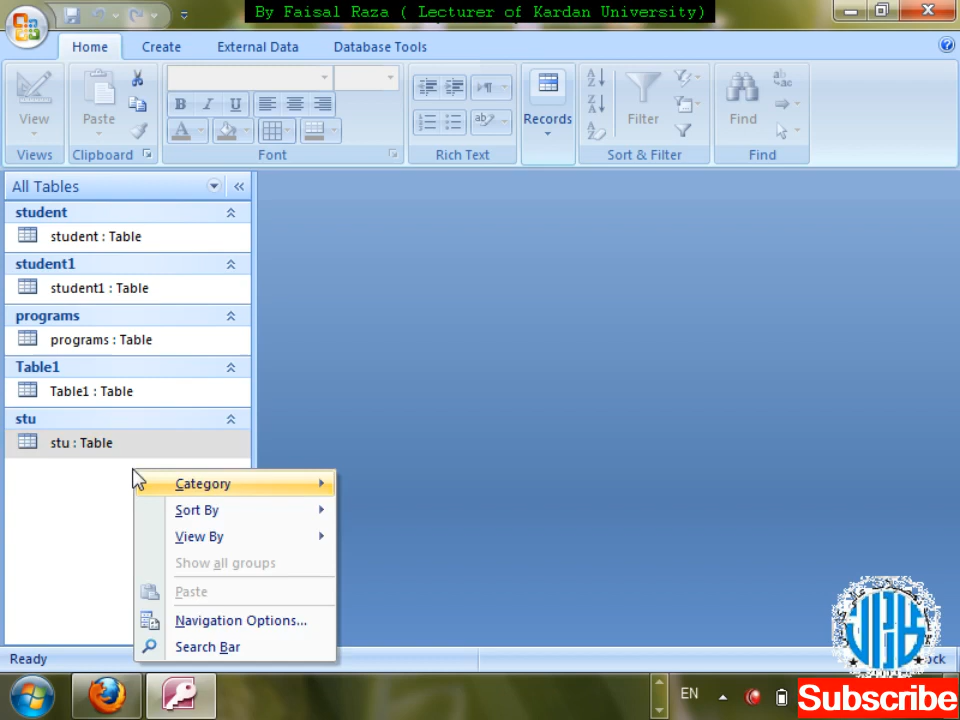 By Faisal Raza ( Lecturer of Kardan University)
Home Create External Data Database Tools
View Paste Records Filter Find
Views Clipboard Font Rich Text Sort & Filter Find
All Tables
student
student : Table
student1
student1 : Table
programs
programs : Table
Table1
Table1 : Table
stu
stu : Table
Category
Sort By
View By
Show all groups
Paste
Navigation Options...
Search Bar
Ready
EN
Subscribe